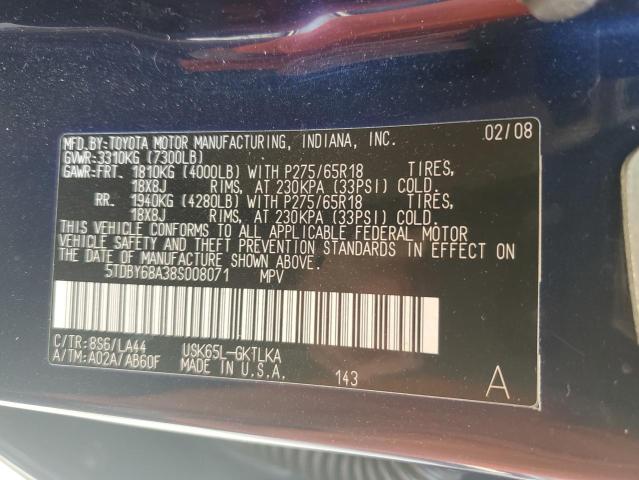 MFD.BY:TOYOTA MOTOR MANUFACTURING, INDIANA, INC. 02/08
GVWR:3310KG (7300LB)
GAWR:FRT. 1810KG (4000LB) WITH P275/65R18 TIRES,
18X8J RIMS, AT 230KPA (33PSI) COLD.
RR. 1940KG (4280LB) WITH P275/65R18 TIRES,
18X8J RIMS, AT 230KPA (33PSI) COLD.
THIS VEHICLE CONFORMS TO ALL APPLICABLE FEDERAL MOTOR
VEHICLE SAFETY AND THEFT PREVENTION STANDARDS IN EFFECT ON
THE DATE OF MANUFACTURE SHOWN ABOVE.
5TDBY68A38S008071 MPV
C/TR:8S6/LA44 USK65L-GKTLKA
A/TM:A02A/AB60F MADE IN U.S.A.
143 A